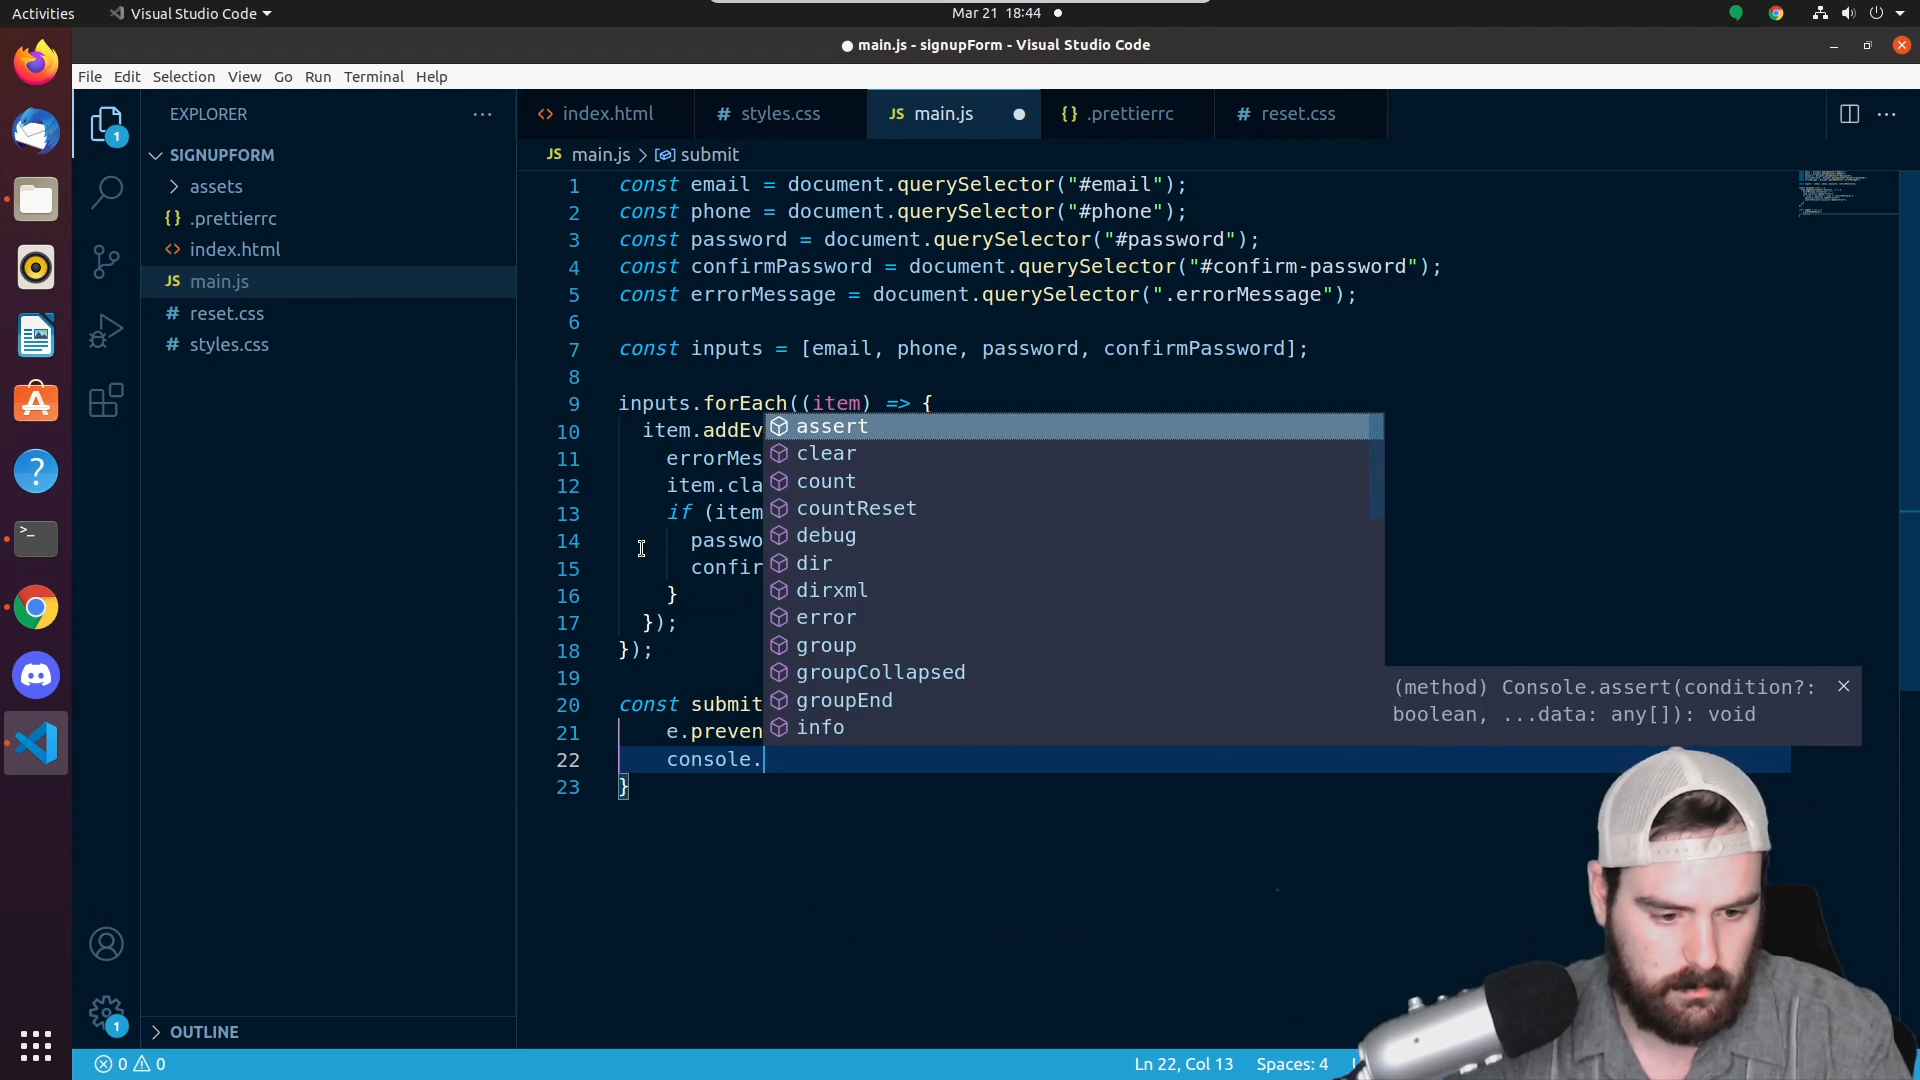 Activities
Visual Studio Code
Mar 21 18:44
main.js - signupForm - Visual Studio Code
File Edit Selection View Go Run Terminal Help
EXPLORER
SIGNUPFORM
assets
{} .prettierrc
<> index.html
JS main.js
# reset.css
# styles.css
OUTLINE
1
1
<> index.html
# styles.css
JS main.js
{} .prettierrc
# reset.css
JS main.js > submit
1 const email = document.querySelector("#email");
2 const phone = document.querySelector("#phone");
3 const password = document.querySelector("#password");
4 const confirmPassword = document.querySelector("#confirm-password");
5 const errorMessage = document.querySelector(".errorMessage");
6
7 const inputs = [email, phone, password, confirmPassword];
8
9 inputs.forEach((item) => {
10 item.addEv
11 errorMes
12 item.cla
13 if (item
14 passwo
15 confir
16 }
17 });
18 });
19
20 const submit
21 e.preven
22 console.
23 }
assert
clear
count
countReset
debug
dir
dirxml
error
group
groupCollapsed
groupEnd
info
(method) Console.assert(condition?:
boolean, ...data: any[]): void
0 0
Ln 22, Col 13 Spaces: 4